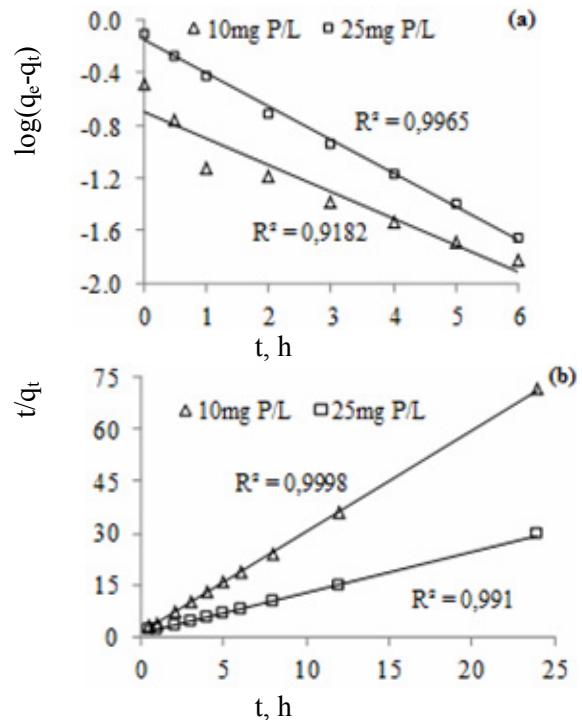 (a)
0.0
△ 10mg P/L □ 25mg P/L
-0.4
log(qe-qt)
-0.8
R² = 0,9965
-1.2
R² = 0,9182
-1.6
-2.0
0 1 2 3 4 5 6
t, h
(b)
75
△ 10mg P/L □ 25mg P/L
60
t/qt
45
R² = 0,9998
30
15
R² = 0,991
0
0 5 10 15 20 25
t, h